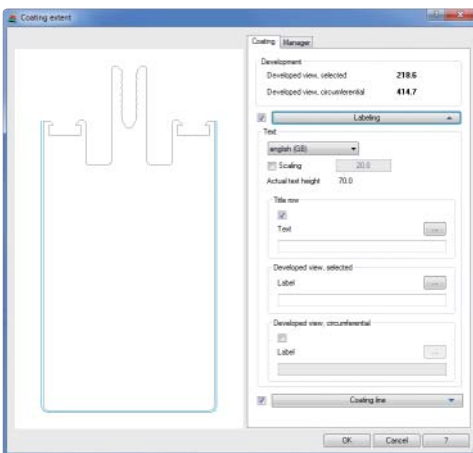 Coating extent
Coating Manager
Development
Developed view, selected 218.6
Developed view, circumferential 414.7
Labeling
Text
english (GB)
Scaling 20.0
Actual text height 70.0
Title row
Text ...
Developed view, selected
Label ...
Developed view, circumferential
Label ...
Coating line
OK Cancel ?